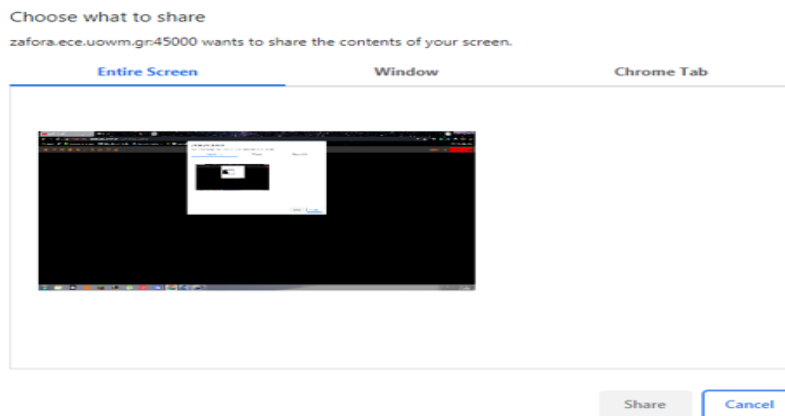 Choose what to share
zafora.ece.uowm.gr:45000 wants to share the contents of your screen.
Entire Screen Window Chrome Tab
Share Cancel